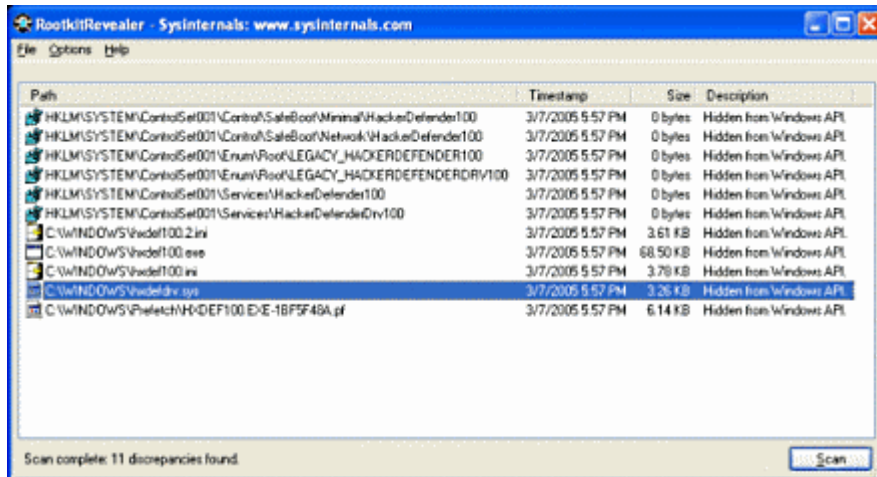 RootkitRevealer - Sysinternals: www.sysinternals.com
File Options Help
Path Timestamp Size Description
HKLM\SYSTEM\ControlSet001\Control\SafeBoot\Minimal\HackerDefender100 3/7/2005 5:57 PM 0 bytes Hidden from Windows API.
HKLM\SYSTEM\ControlSet001\Control\SafeBoot\Network\HackerDefender100 3/7/2005 5:57 PM 0 bytes Hidden from Windows API.
HKLM\SYSTEM\ControlSet001\Enum\Root\LEGACY_HACKERDEFENDER100 3/7/2005 5:57 PM 0 bytes Hidden from Windows API.
HKLM\SYSTEM\ControlSet001\Enum\Root\LEGACY_HACKERDEFENDERDRV100 3/7/2005 5:57 PM 0 bytes Hidden from Windows API.
HKLM\SYSTEM\ControlSet001\Services\HackerDefender100 3/7/2005 5:57 PM 0 bytes Hidden from Windows API.
HKLM\SYSTEM\ControlSet001\Services\HackerDefenderDrv100 3/7/2005 5:57 PM 0 bytes Hidden from Windows API.
C:\WINDOWS\hxdef100.2.ini 3/7/2005 5:57 PM 3.61 KB Hidden from Windows API.
C:\WINDOWS\hxdef100.exe 3/7/2005 5:57 PM 68.50 KB Hidden from Windows API.
C:\WINDOWS\hxdef100.ini 3/7/2005 5:57 PM 3.78 KB Hidden from Windows API.
C:\WINDOWS\hxdefdrv.sys 3/7/2005 5:57 PM 3.26 KB Hidden from Windows API.
C:\WINDOWS\Prefetch\HXDEF100.EXE-1BF5F48A.pf 3/7/2005 5:57 PM 6.14 KB Hidden from Windows API.
Scan complete: 11 discrepancies found.
Scan